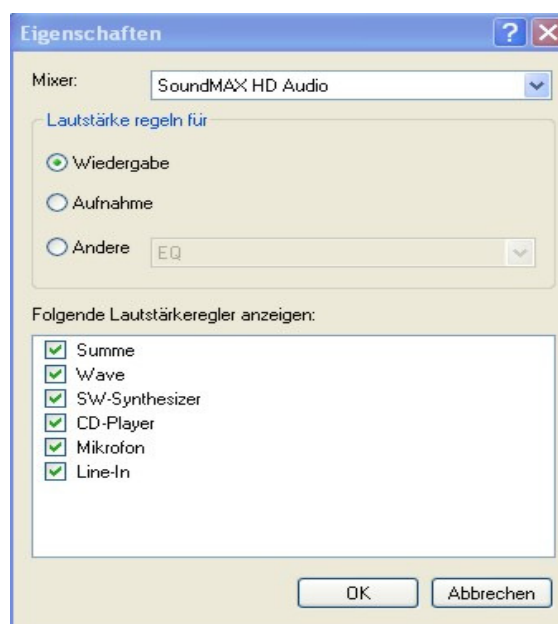 Eigenschaften
Mixer: SoundMAX HD Audio
Lautstärke regeln für
Wiedergabe
Aufnahme
Andere EQ
Folgende Lautstärkeregler anzeigen:
Summe
Wave
SW-Synthesizer
CD-Player
Mikrofon
Line-In
OK Abbrechen